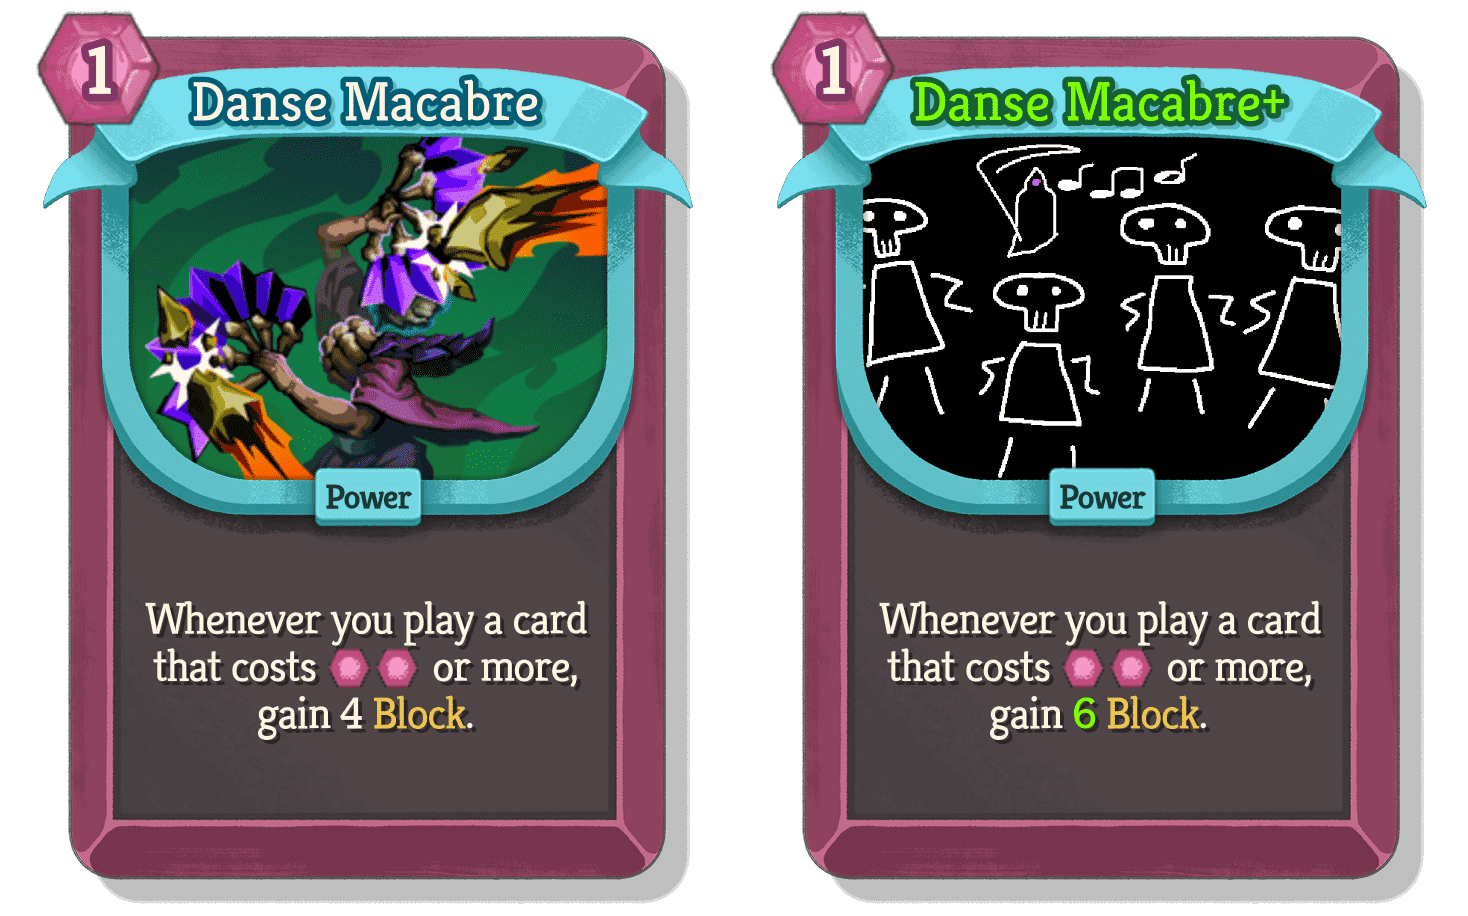 1
Danse Macabre
Power
Whenever you play a card
that costs or more,
gain 4 Block.
1
Danse Macabre+
Power
Whenever you play a card
that costs or more,
gain 6 Block.